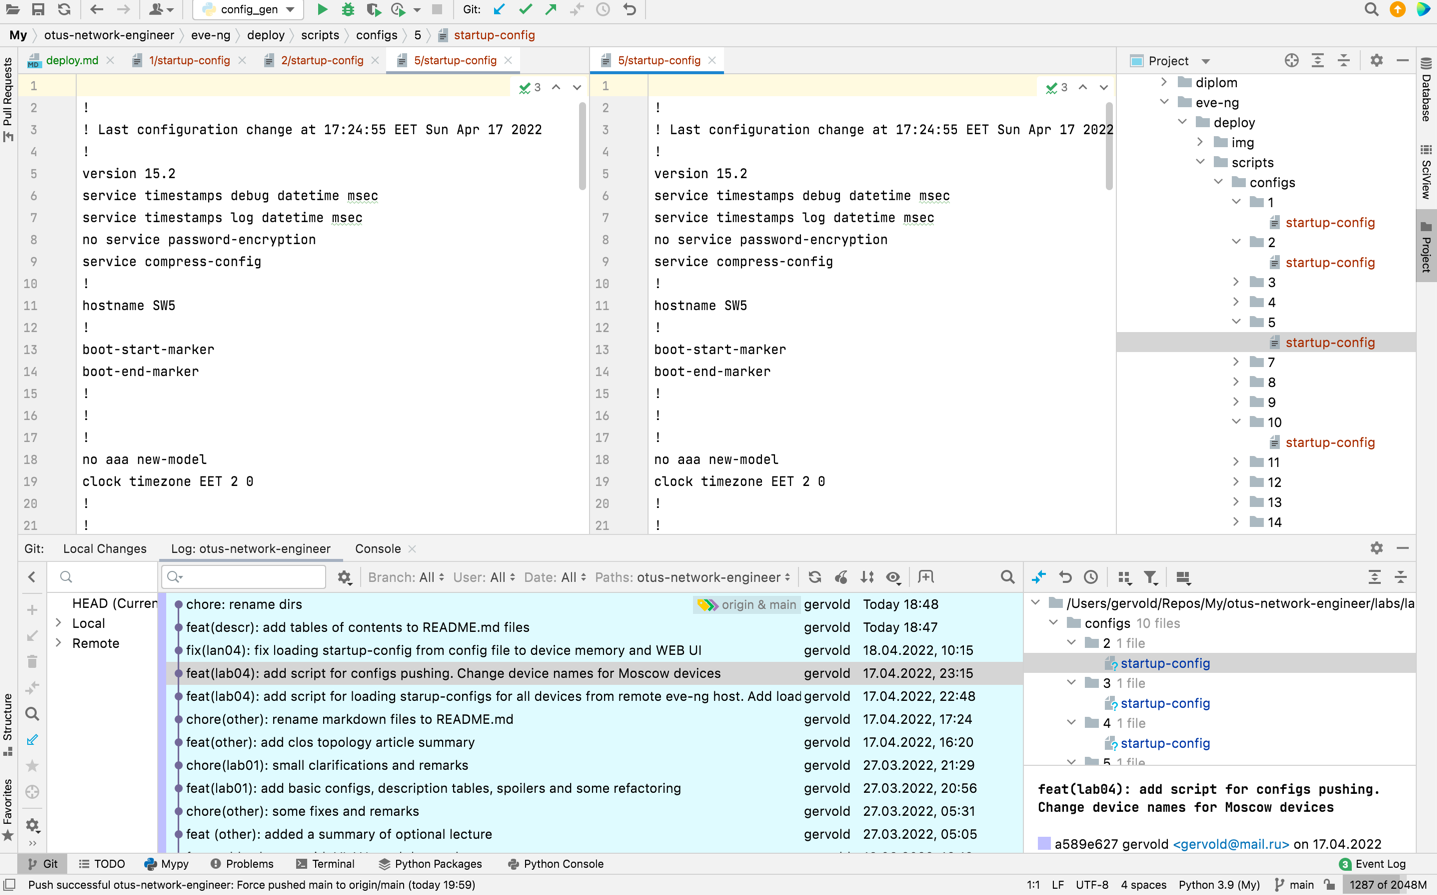 config_gen
Git:
My otus-network-engineer eve-ng deploy scripts configs 5 startup-config
Pull Requests
deploy.md 1/startup-config 2/startup-config 5/startup-config
5/startup-config
Project
3
3
1
2 !
3 ! Last configuration change at 17:24:55 EET Sun Apr 17 2022
4 !
5 version 15.2
6 service timestamps debug datetime msec
7 service timestamps log datetime msec
8 no service password-encryption
9 service compress-config
10 !
11 hostname SW5
12 !
13 boot-start-marker
14 boot-end-marker
15 !
16 !
17 !
18 no aaa new-model
19 clock timezone EET 2 0
20 !
21 !
1
2 !
3 ! Last configuration change at 17:24:55 EET Sun Apr 17 2022
4 !
5 version 15.2
6 service timestamps debug datetime msec
7 service timestamps log datetime msec
8 no service password-encryption
9 service compress-config
10 !
11 hostname SW5
12 !
13 boot-start-marker
14 boot-end-marker
15 !
16 !
17 !
18 no aaa new-model
19 clock timezone EET 2 0
20 !
21 !
diplom
eve-ng
deploy
img
scripts
configs
1
startup-config
2
startup-config
3
4
5
startup-config
7
8
9
10
startup-config
11
12
13
14
Database
SciView
Project
Git: Local Changes Log: otus-network-engineer Console
Branch: All User: All Date: All Paths: otus-network-engineer
HEAD (Curren
Local
Remote
chore: rename dirs origin & main gervold Today 18:48
feat(descr): add tables of contents to README.md files gervold Today 18:47
fix(lan04): fix loading startup-config from config file to device memory and WEB UI gervold 18.04.2022, 10:15
feat(lab04): add script for configs pushing. Change device names for Moscow devices gervold 17.04.2022, 23:15
feat(lab04): add script for loading starup-configs for all devices from remote eve-ng host. Add load gervold 17.04.2022, 22:48
chore(other): rename markdown files to README.md gervold 17.04.2022, 17:24
feat(other): add clos topology article summary gervold 17.04.2022, 16:20
chore(lab01): small clarifications and remarks gervold 27.03.2022, 21:29
feat(lab01): add basic configs, description tables, spoilers and some refactoring gervold 27.03.2022, 20:56
chore(other): some fixes and remarks gervold 27.03.2022, 05:31
feat (other): added a summary of optional lecture gervold 27.03.2022, 05:05
/Users/gervold/Repos/My/otus-network-engineer/labs/la
configs 10 files
2 1 file
startup-config
3 1 file
startup-config
4 1 file
startup-config
5 1 file
feat(lab04): add script for configs pushing.
Change device names for Moscow devices
a589e627 gervold <gervold@mail.ru> on 17.04.2022
Structure
Favorites
Git TODO Mypy Problems Terminal Python Packages Python Console 3 Event Log
Push successful otus-network-engineer: Force pushed main to origin/main (today 19:59) 1:1 LF UTF-8 4 spaces Python 3.9 (My) main 1287 of 2048M